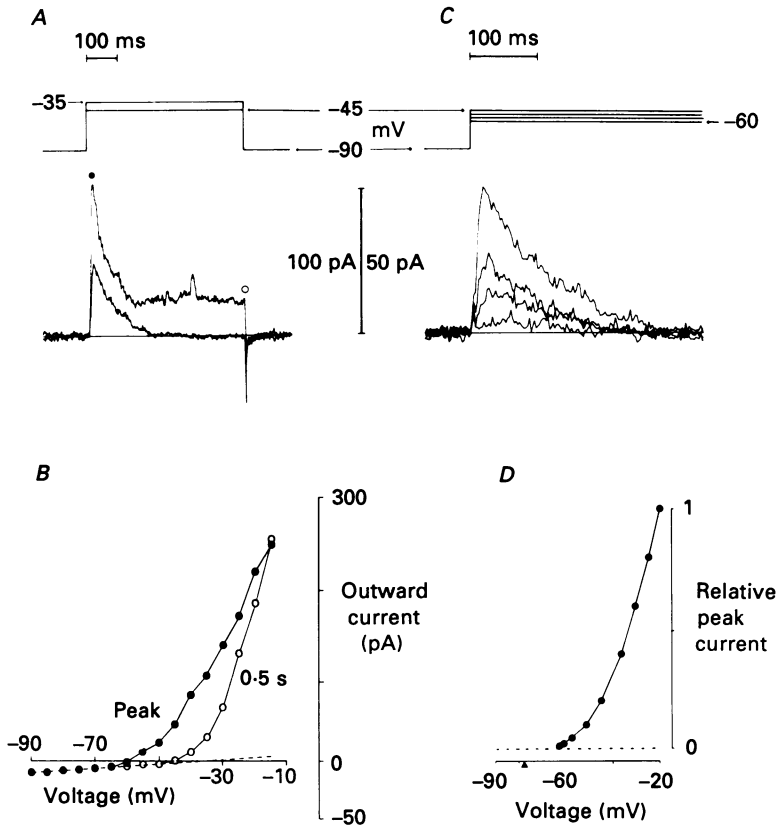 A
100 ms
C
100 ms
–35
–45
mV
–60
–90
100 pA
50 pA
B
300
Outward
current
(pA)
0·5 s
Peak
–90
–70
0
–30
–10
Voltage (mV)
–50
D
1
Relative
peak
current
0
–90
–60
–20
Voltage (mV)